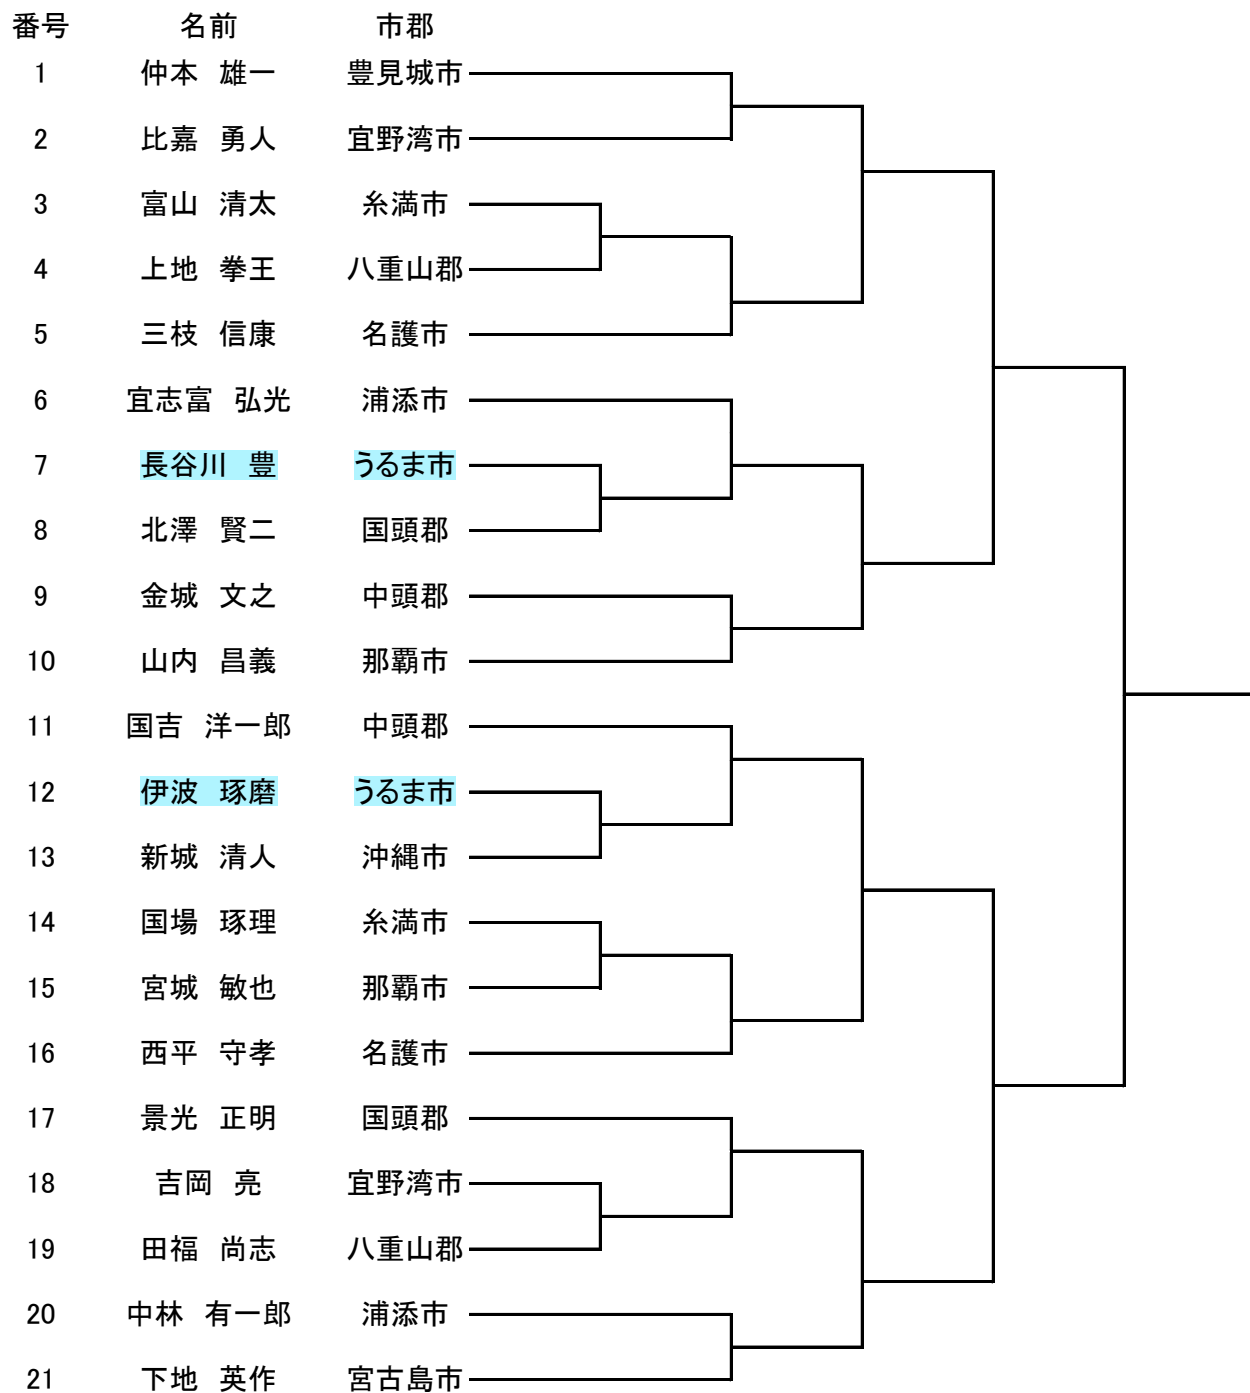 番号 名前 市郡
1 仲本 雄一 豊見城市
2 比嘉 勇人 宜野湾市
3 富山 清太 糸満市
4 上地 拳王 八重山郡
5 三枝 信康 名護市
6 宜志富 弘光 浦添市
7 長谷川 豊 うるま市
8 北澤 賢二 国頭郡
9 金城 文之 中頭郡
10 山内 昌義 那覇市
11 国吉 洋一郎 中頭郡
12 伊波 琢磨 うるま市
13 新城 清人 沖縄市
14 国場 琢理 糸満市
15 宮城 敏也 那覇市
16 西平 守孝 名護市
17 景光 正明 国頭郡
18 吉岡 亮 宜野湾市
19 田福 尚志 八重山郡
20 中林 有一郎 浦添市
21 下地 英作 宮古島市